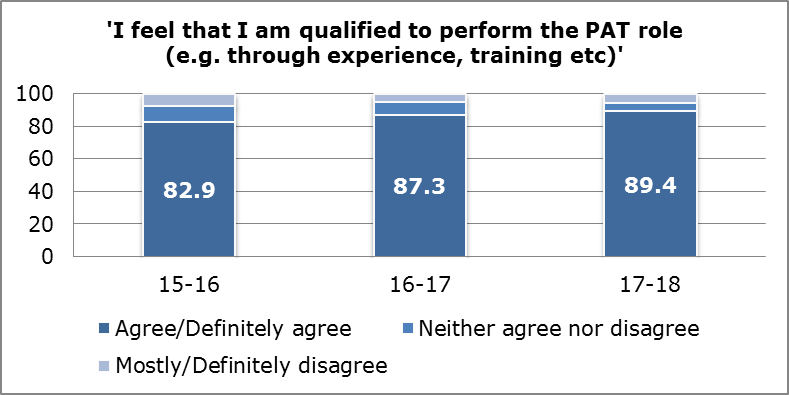 'I feel that I am qualified to perform the PAT role
(e.g. through experience, training etc)'
100
80
60
40
20
0
82.9
87.3
89.4
15-16
16-17
17-18
Agree/Definitely agree
Neither agree nor disagree
Mostly/Definitely disagree